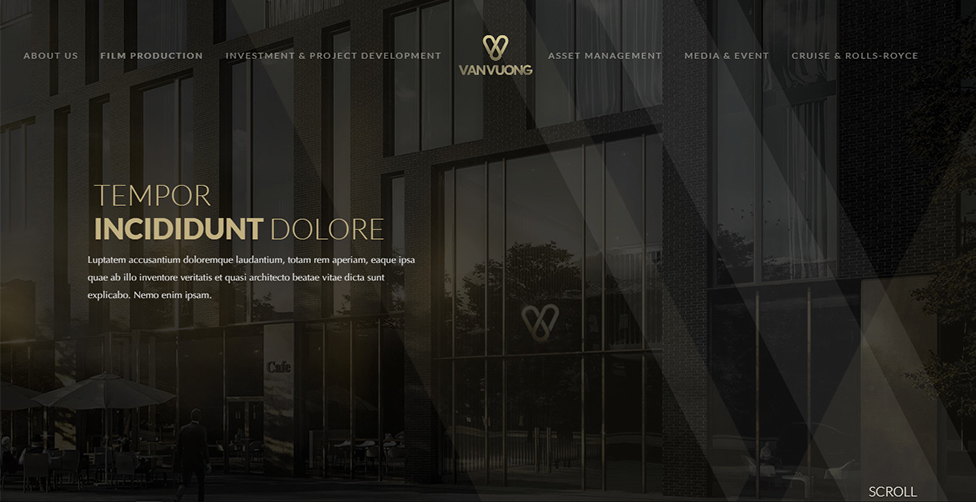 ABOUT US
FILM PRODUCTION
INVESTMENT & PROJECT DEVELOPMENT
VANVUONG
ASSET MANAGEMENT
MEDIA & EVENT
CRUISE & ROLLS-ROYCE
TEMPOR
INCIDIDUNT DOLORE
Luptatem accusantium doloremque laudantium, totam rem aperiam, eaque ipsa
quae ab illo inventore veritatis et quasi architecto beatae vitae dicta sunt
explicabo. Nemo enim ipsam.
Cafe
SCROLL